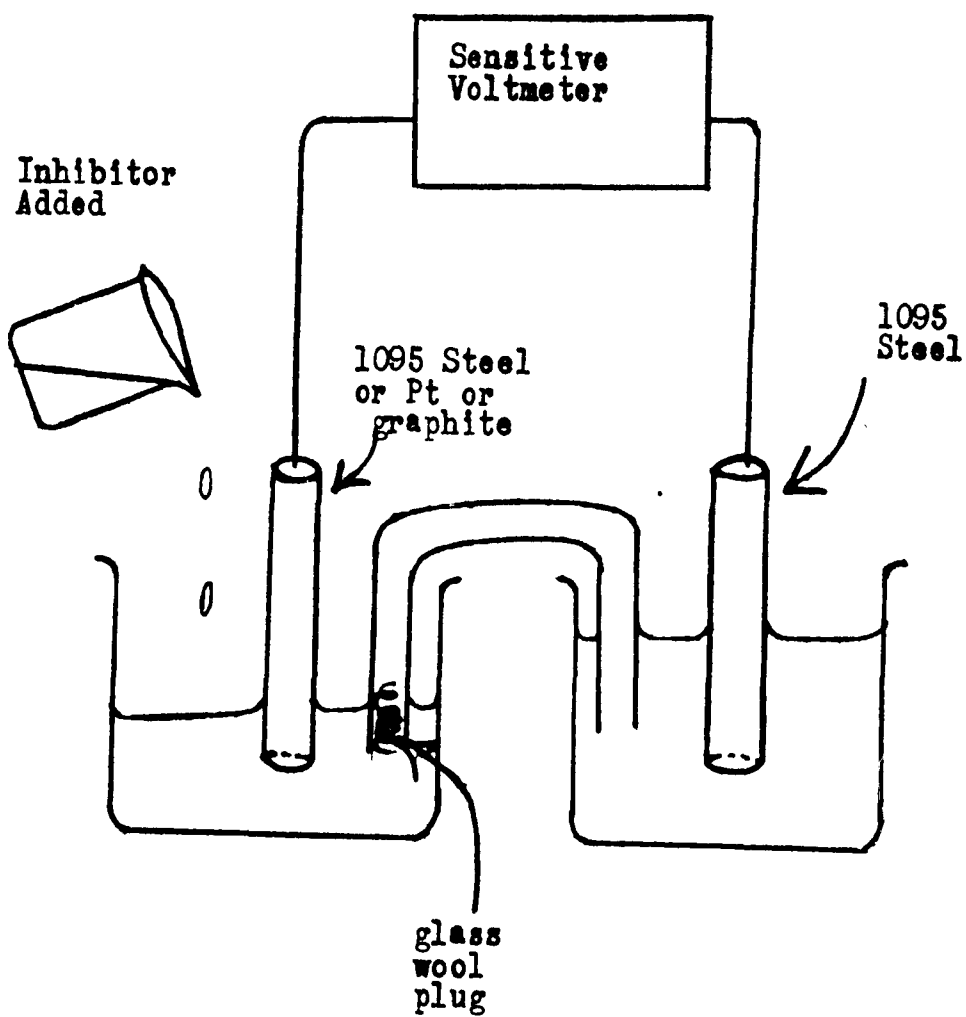 Sensitive
Voltmeter
Inhibitor
Added
1095 Steel
or Pt or
graphite
1095
Steel
glass
wool
plug